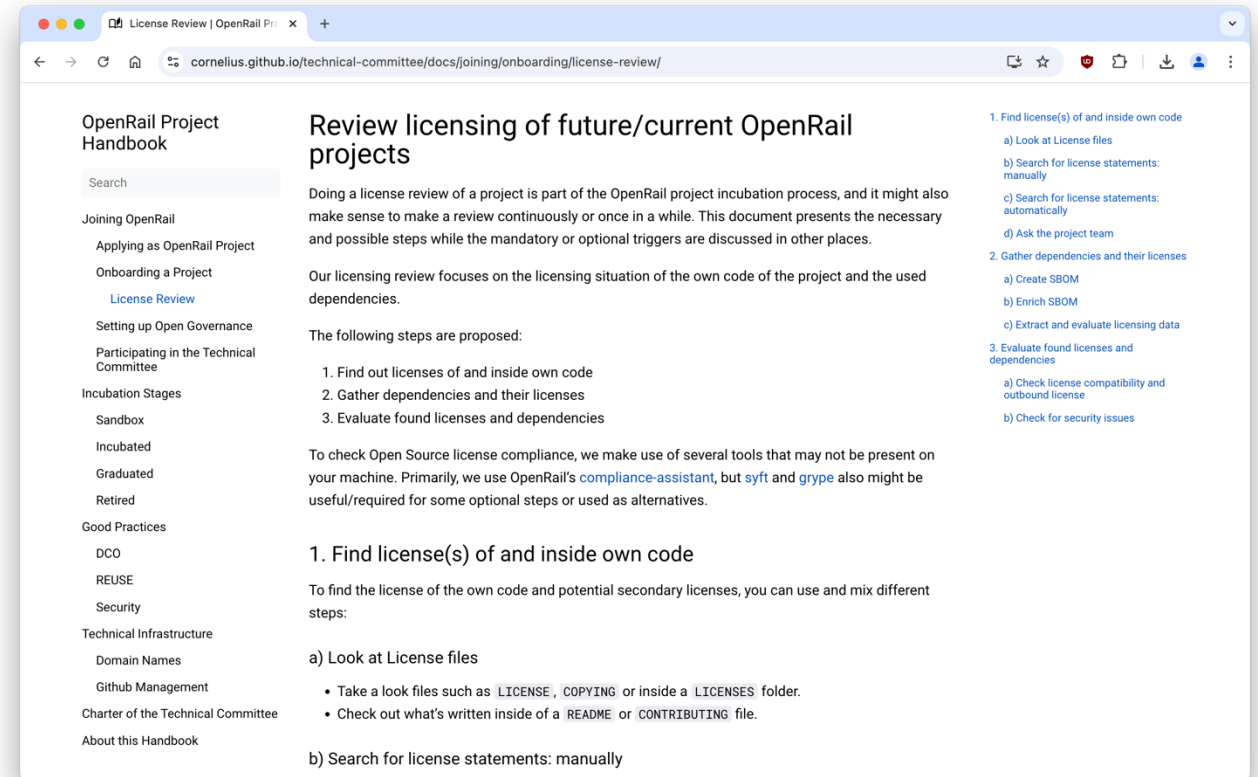 License Review | OpenRail Pro
cornelius.github.io/technical-committee/docs/joining/onboarding/license-review/
OpenRail Project
Handbook
Search
Joining OpenRail
Applying as OpenRail Project
Onboarding a Project
License Review
Setting up Open Governance
Participating in the Technical
Committee
Incubation Stages
Sandbox
Incubated
Graduated
Retired
Good Practices
DCO
REUSE
Security
Technical Infrastructure
Domain Names
Github Management
Charter of the Technical Committee
About this Handbook
Review licensing of future/current OpenRail
projects
Doing a license review of a project is part of the OpenRail project incubation process, and it might also
make sense to make a review continuously or once in a while. This document presents the necessary
and possible steps while the mandatory or optional triggers are discussed in other places.
Our licensing review focuses on the licensing situation of the own code of the project and the used
dependencies.
The following steps are proposed:
1. Find out licenses of and inside own code
2. Gather dependencies and their licenses
3. Evaluate found licenses and dependencies
To check Open Source license compliance, we make use of several tools that may not be present on
your machine. Primarily, we use OpenRail's compliance-assistant, but syft and grype also might be
useful/required for some optional steps or used as alternatives.
1. Find license(s) of and inside own code
To find the license of the own code and potential secondary licenses, you can use and mix different
steps:
a) Look at License files
• Take a look files such as LICENSE, COPYING or inside a LICENSES folder.
• Check out what's written inside of a README or CONTRIBUTING file.
b) Search for license statements: manually
1. Find license(s) of and inside own code
a) Look at License files
b) Search for license statements:
manually
c) Search for license statements:
automatically
d) Ask the project team
2. Gather dependencies and their licenses
a) Create SBOM
b) Enrich SBOM
c) Extract and evaluate licensing data
3. Evaluate found licenses and
dependencies
a) Check license compatibility and
outbound license
b) Check for security issues